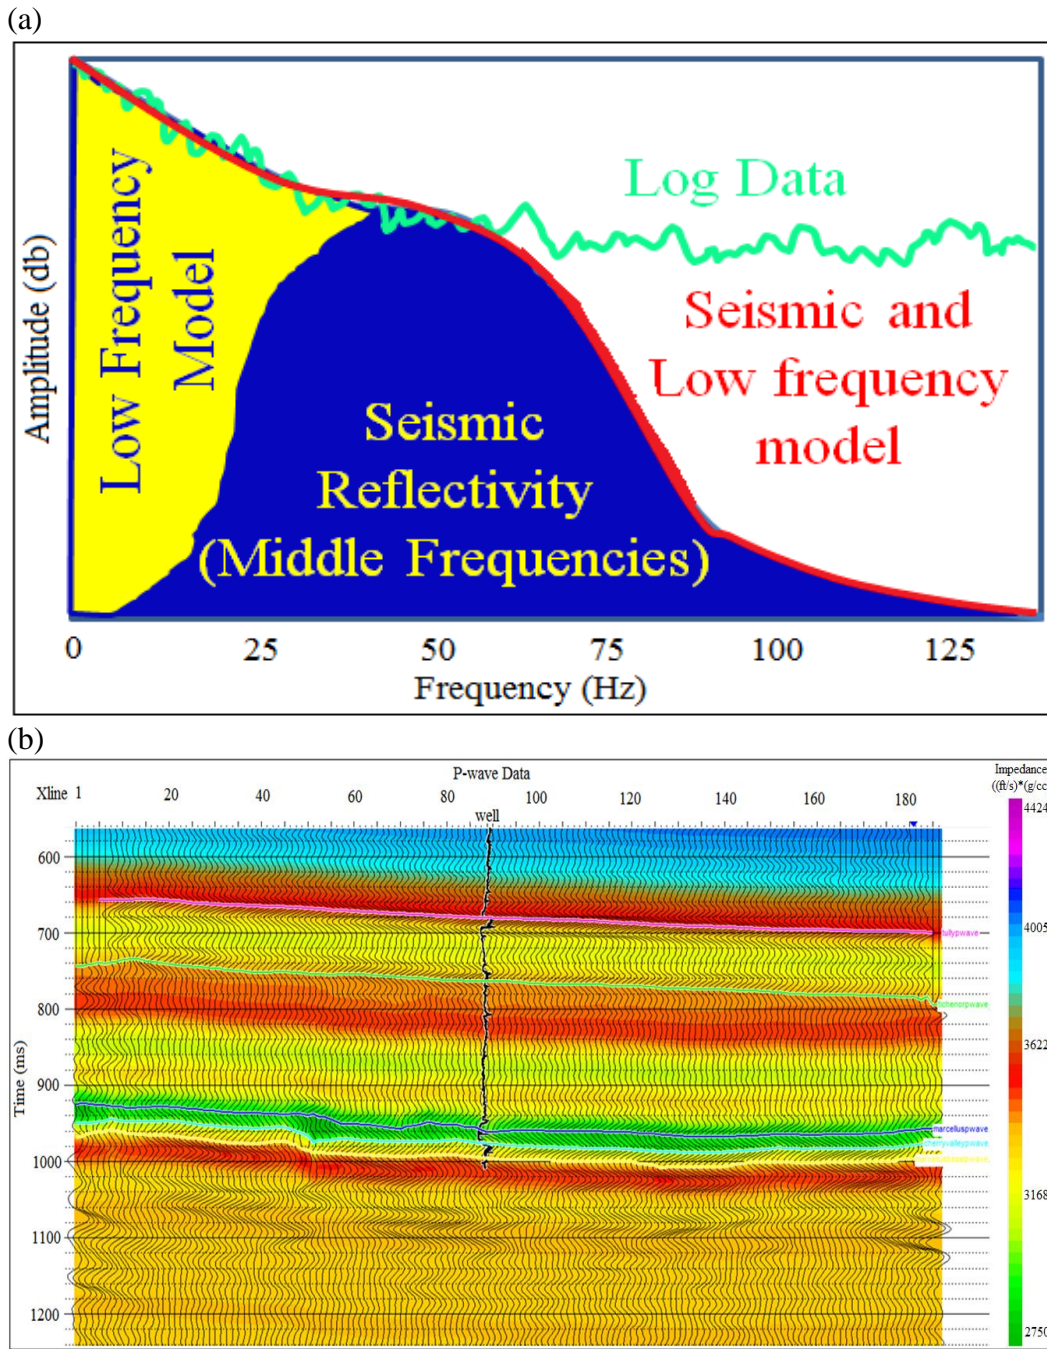 (a)
Amplitude (db)
Low Frequency
Model
Log Data
Seismic and
Low frequency
model
Seismic
Reflectivity
(Middle Frequencies)
0 25 50 75 100 125
Frequency (Hz)
(b)
P-wave Data
Impedance
((ft/s)*(g/cc
Xline 1 20 40 60 80 100 120 140 160 180
well
4424
600
700
tullypwave
4005
800
3622
900
marcelluspwave
cherryvalleypwave
Time (ms)
1000
3168
1100
1200
2750